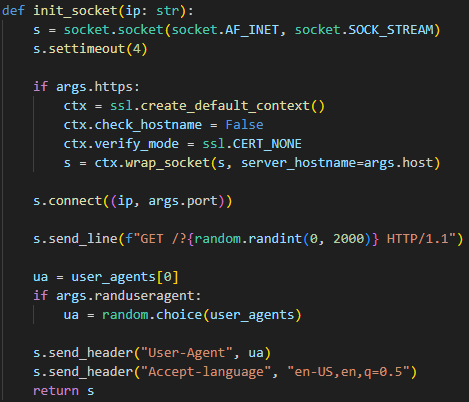 def init_socket(ip: str):
    s = socket.socket(socket.AF_INET, socket.SOCK_STREAM)
    s.settimeout(4)

    if args.https:
        ctx = ssl.create_default_context()
        ctx.check_hostname = False
        ctx.verify_mode = ssl.CERT_NONE
        s = ctx.wrap_socket(s, server_hostname=args.host)

    s.connect((ip, args.port))

    s.send_line(f"GET /?{random.randint(0, 2000)} HTTP/1.1")

    ua = user_agents[0]
    if args.randuseragent:
        ua = random.choice(user_agents)

    s.send_header("User-Agent", ua)
    s.send_header("Accept-language", "en-US,en,q=0.5")
    return s